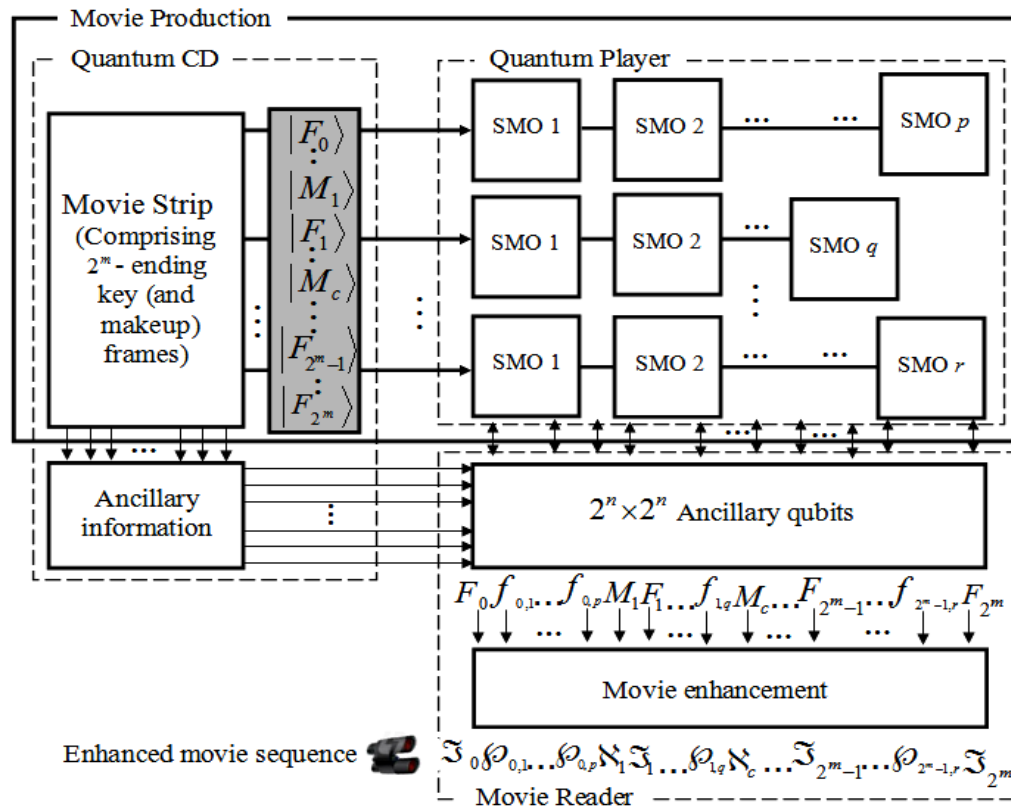 Movie Production
Quantum CD
Quantum Player
Movie Strip
(Comprising
2^m - ending
key (and
makeup)
frames)
|F_0⟩
⋮
|M_1⟩
|F_1⟩
⋮
|M_c⟩
⋮
|F_{2^m-1}⟩
⋮
|F_{2^m}⟩
SMO 1
SMO 2
... ...
SMO p
SMO 1
SMO 2
...
SMO q
SMO 1
SMO 2
... ...
SMO r
... ...
Ancillary
information
2^n × 2^n Ancillary qubits
F_0 f_{0,1} ... f_{0,p} M_1 F_1 ... f_{1,q} M_c ... F_{2^m-1} ... f_{2^m-1,r} F_{2^m}
... ... ... ... ...
Movie enhancement
Enhanced movie sequence
ℑ_0 ℘_{0,1} ... ℘_{0,p} ℵ_1 ℑ_1 ... ℘_{1,q} ℵ_c ... ℑ_{2^m-1} ... ℘_{2^m-1,r} ℑ_{2^m}
Movie Reader